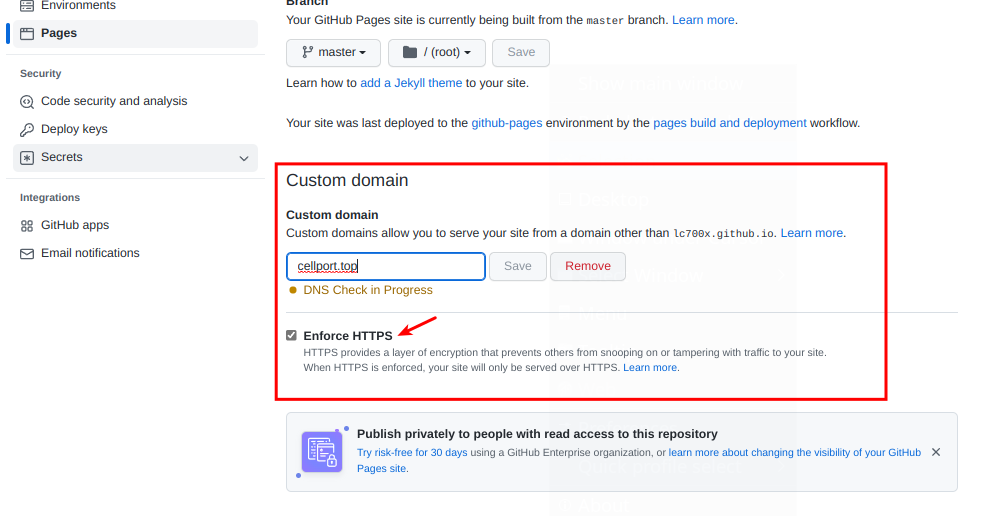 Environments
Pages
Security
Code security and analysis
Deploy keys
Secrets
Integrations
GitHub apps
Email notifications
Branch
Your GitHub Pages site is currently being built from the master branch. Learn more.
master
/ (root)
Save
Learn how to add a Jekyll theme to your site.
Your site was last deployed to the github-pages environment by the pages build and deployment workflow.
Custom domain
Custom domain
Custom domains allow you to serve your site from a domain other than lc700x.github.io. Learn more.
cellport.top
Save
Remove
DNS Check in Progress
Enforce HTTPS
HTTPS provides a layer of encryption that prevents others from snooping on or tampering with traffic to your site.
When HTTPS is enforced, your site will only be served over HTTPS. Learn more.
Publish privately to people with read access to this repository
Try risk-free for 30 days using a GitHub Enterprise organization, or learn more about changing the visibility of your GitHub
Pages site.